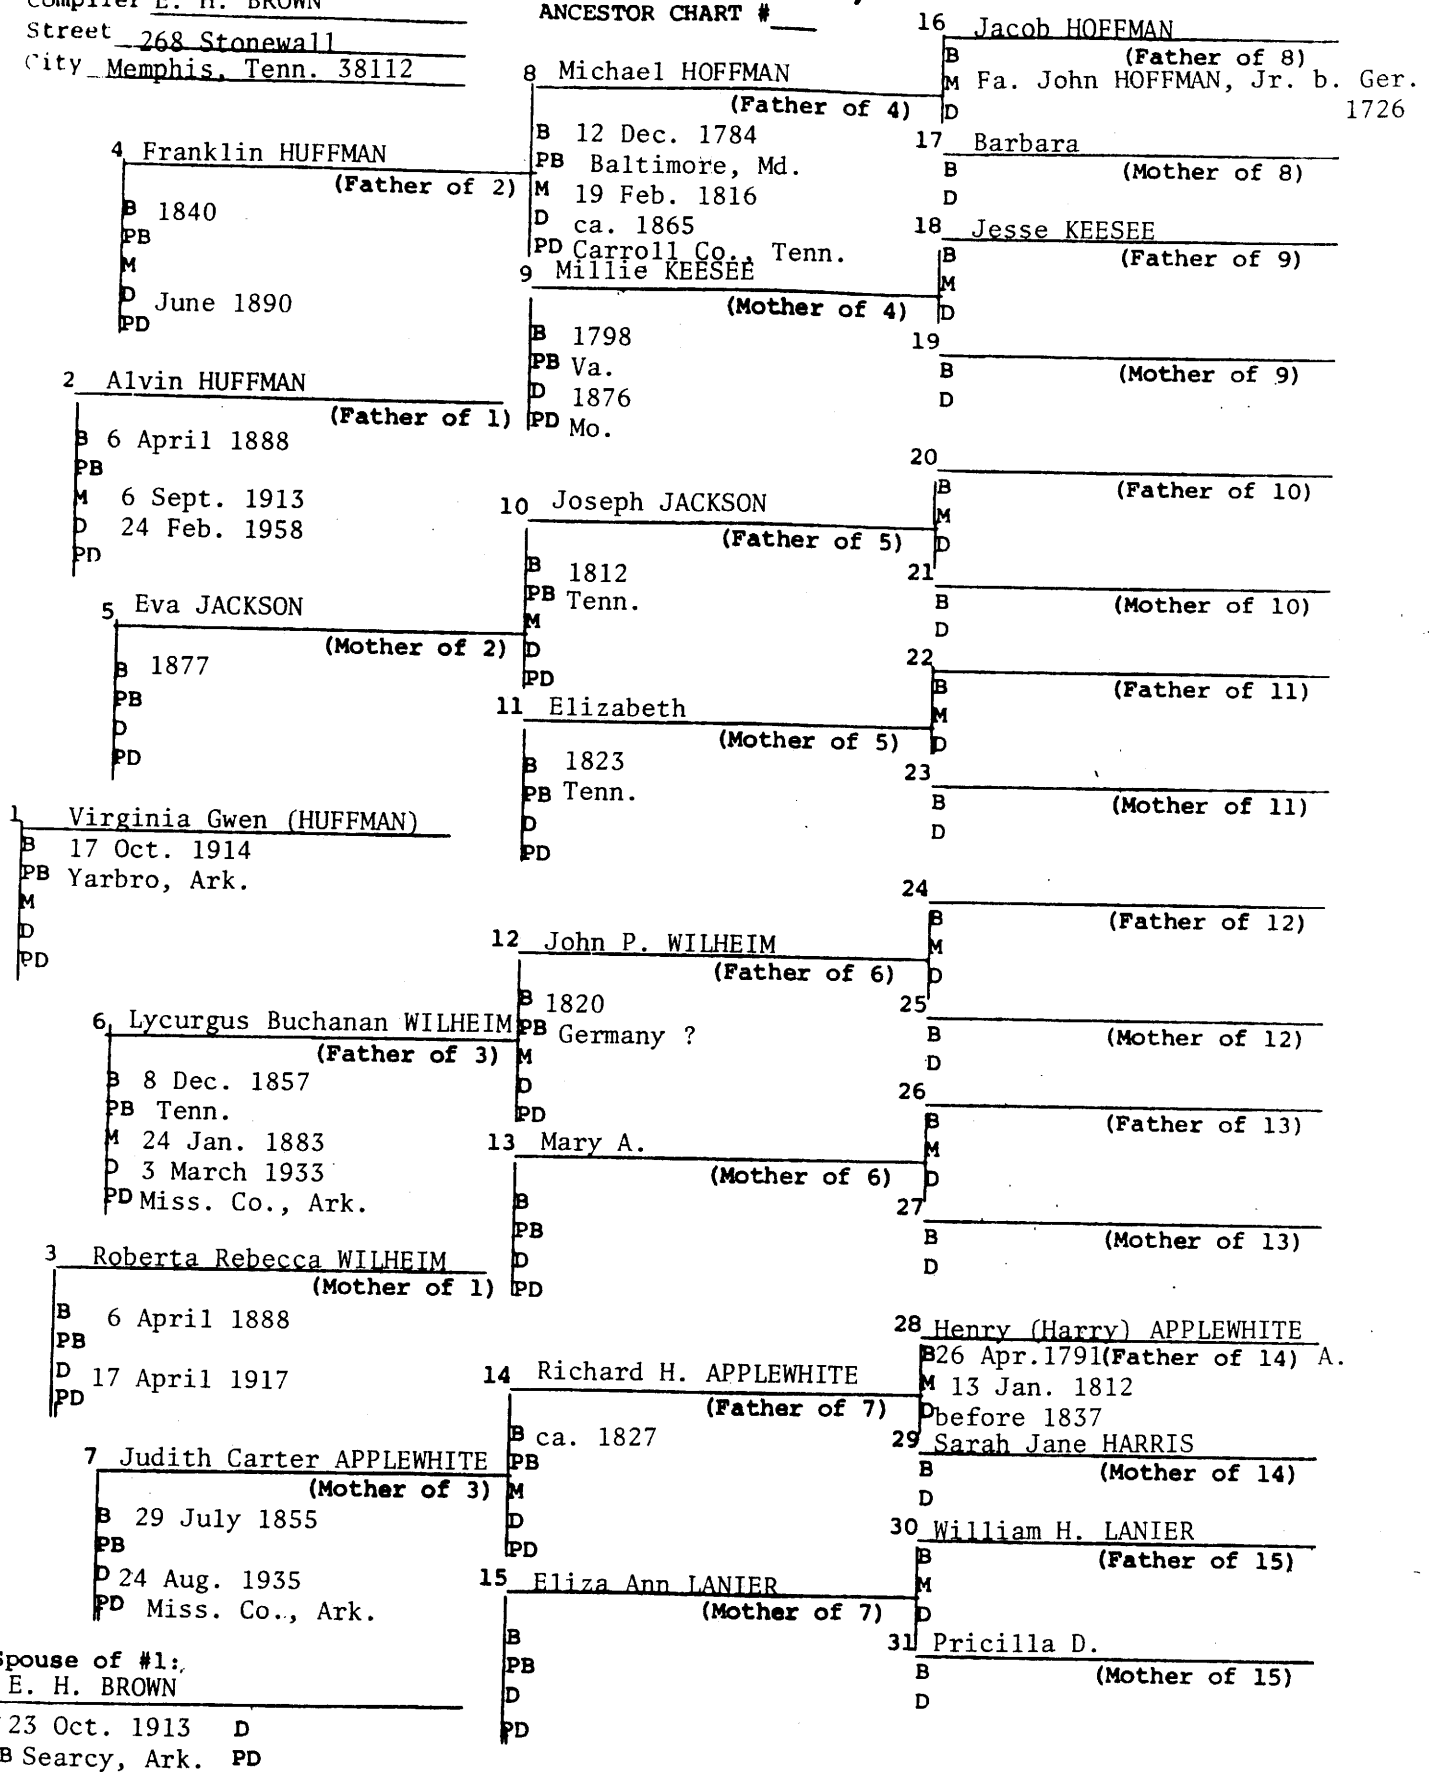 Compiler E. H. BROWN
Street 268 Stonewall
City Memphis, Tenn. 38112
ANCESTOR CHART #
16 Jacob HOFFMAN
(Father of 8)
B
M Fa. John HOFFMAN, Jr. b. Ger.
D 1726
8 Michael HOFFMAN
(Father of 4)
B 12 Dec. 1784
PB Baltimore, Md.
M 19 Feb. 1816
D ca. 1865
PD Carroll Co., Tenn.
17 Barbara
(Mother of 8)
B
D
4 Franklin HUFFMAN
(Father of 2)
B 1840
PB
M
D June 1890
PD
18 Jesse KEESEE
(Father of 9)
B
M
D
9 Millie KEESEE
(Mother of 4)
B 1798
PB Va.
D 1876
PD Mo.
19
(Mother of 9)
B
D
2 Alvin HUFFMAN
(Father of 1)
B 6 April 1888
PB
M 6 Sept. 1913
D 24 Feb. 1958
PD
20
(Father of 10)
B
M
D
10 Joseph JACKSON
(Father of 5)
B 1812
PB Tenn.
M
D
PD
21
(Mother of 10)
B
D
5 Eva JACKSON
(Mother of 2)
B 1877
PB
D
PD
22
(Father of 11)
B
M
D
11 Elizabeth
(Mother of 5)
B 1823
PB Tenn.
D
PD
23
(Mother of 11)
B
D
1 Virginia Gwen (HUFFMAN)
B 17 Oct. 1914
PB Yarbro, Ark.
M
D
PD
24
(Father of 12)
B
M
D
12 John P. WILHEIM
(Father of 6)
B 1820
PB Germany ?
M
D
PD
25
(Mother of 12)
B
D
6 Lycurgus Buchanan WILHEIM
(Father of 3)
B 8 Dec. 1857
PB Tenn.
M 24 Jan. 1883
D 3 March 1933
PD Miss. Co., Ark.
26
(Father of 13)
B
M
D
13 Mary A.
(Mother of 6)
B
PB
D
PD
27
(Mother of 13)
B
D
3 Roberta Rebecca WILHEIM
(Mother of 1)
B 6 April 1888
PB
D 17 April 1917
PD
28 Henry (Harry) APPLEWHITE
B 26 Apr.1791 (Father of 14) A.
M 13 Jan. 1812
D before 1837
14 Richard H. APPLEWHITE
(Father of 7)
B ca. 1827
PB
M
D
PD
29 Sarah Jane HARRIS
(Mother of 14)
B
D
7 Judith Carter APPLEWHITE
(Mother of 3)
B 29 July 1855
PB
D 24 Aug. 1935
PD Miss. Co., Ark.
30 William H. LANIER
(Father of 15)
B
M
D
15 Eliza Ann LANIER
(Mother of 7)
B
PB
D
PD
31 Pricilla D.
(Mother of 15)
B
D
Spouse of #1:
E. H. BROWN
23 Oct. 1913 D
B Searcy, Ark. PD